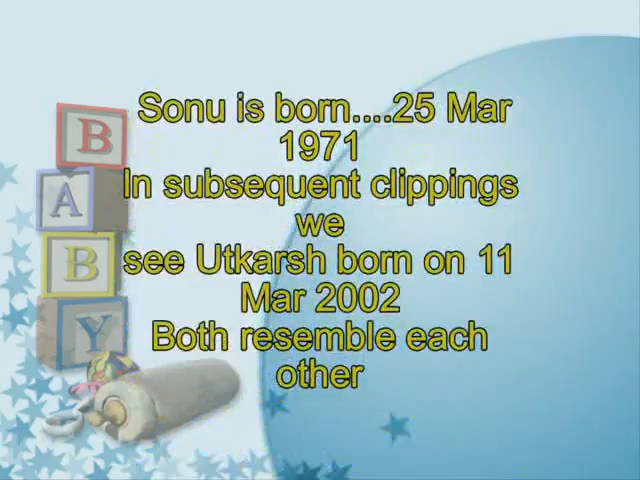 B
A
B
Y
Sonu is born....25 Mar
1971
In subsequent clippings
we
see Utkarsh born on 11
Mar 2002
Both resemble each
other